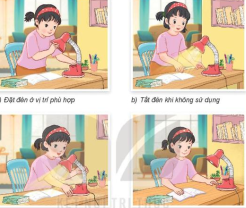 ) Đặt đèn ở vị trí phù hợp
b) Tắt đèn khi không sử dụng